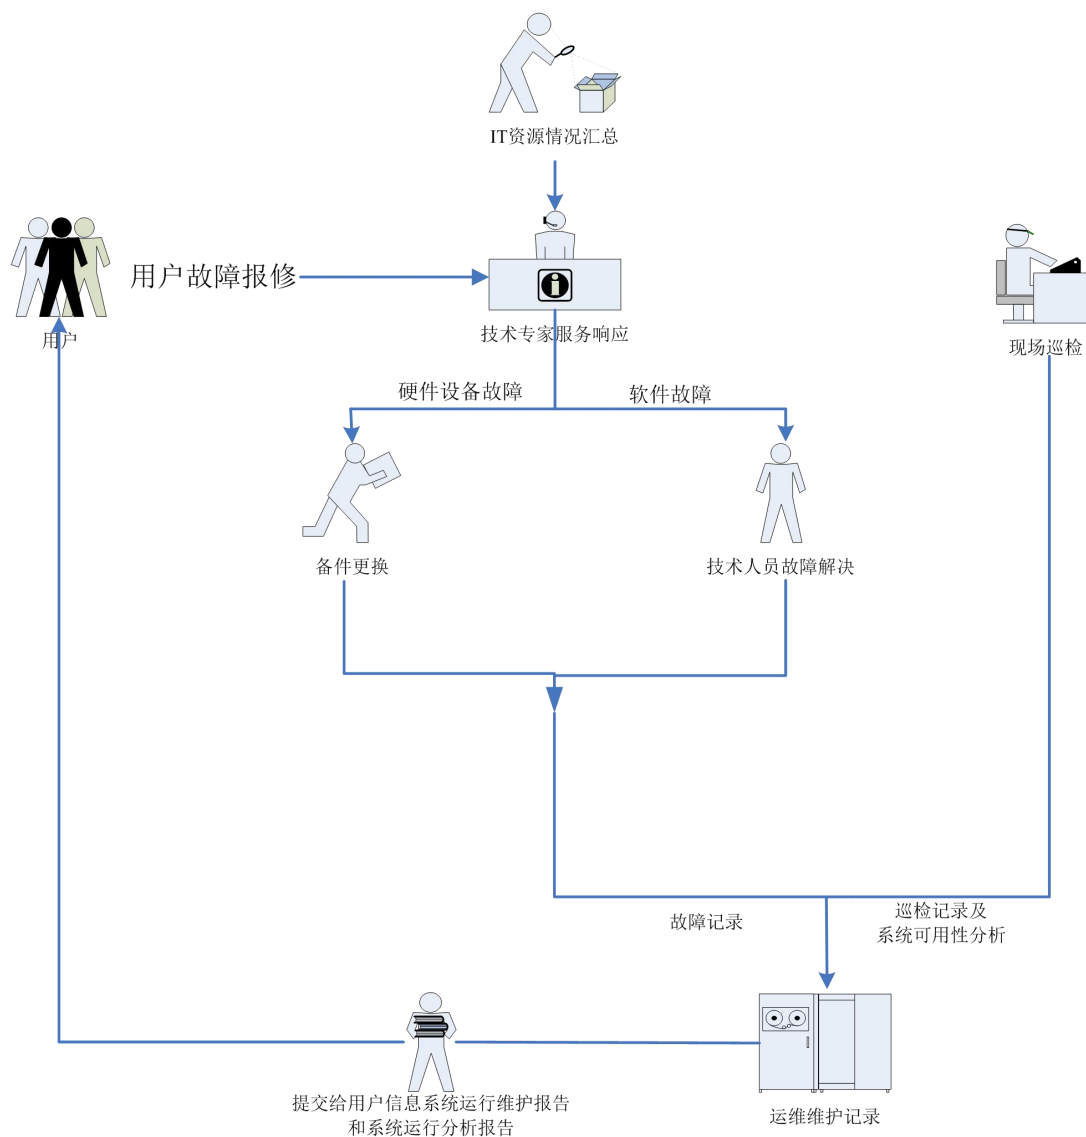 IT资源情况汇总
用户故障报修
用户
技术专家服务响应
现场巡检
硬件设备故障
软件故障
备件更换
技术人员故障解决
故障记录
巡检记录及
系统可用性分析
提交给用户信息系统运行维护报告
和系统运行分析报告
运维维护记录